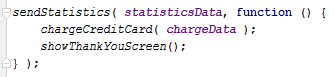 sendStatistics( statisticsData, function () {
    chargeCreditCard( chargeData );
    showThankYouScreen();
} );